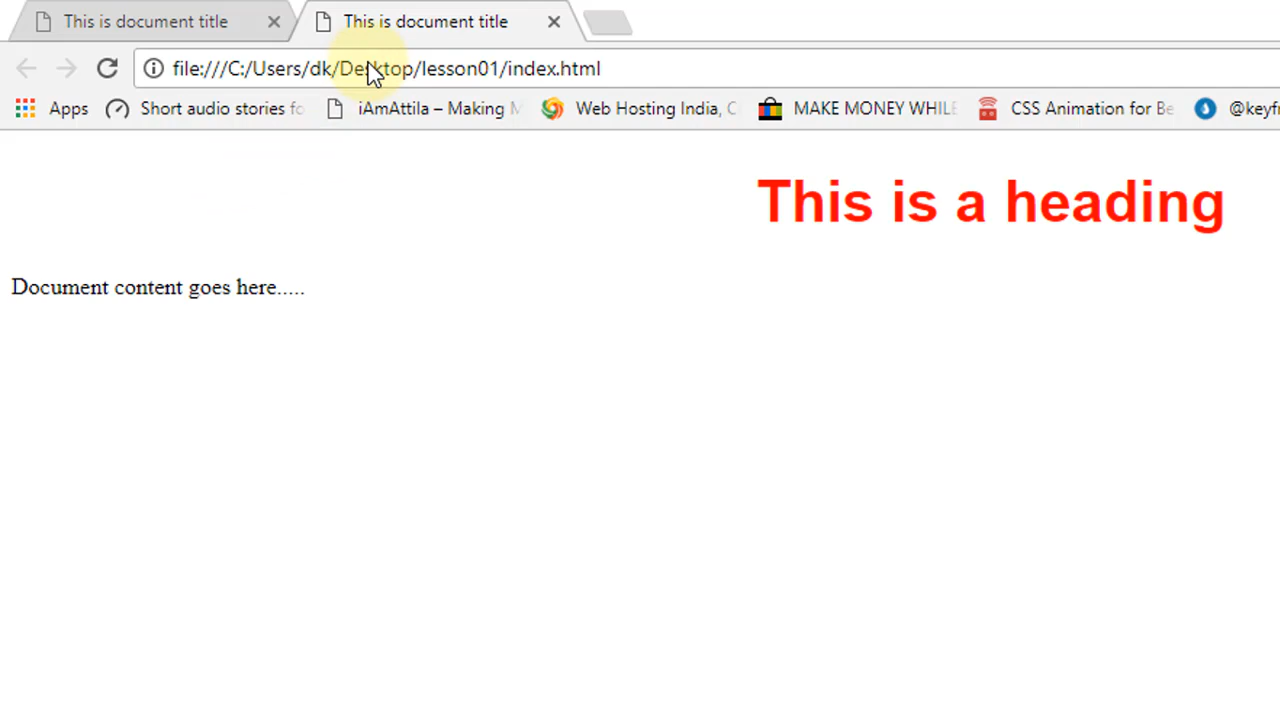 This is document title This is document title
file:///C:/Users/dk/Desktop/lesson01/index.html
Apps Short audio stories fo iAmAttila – Making M Web Hosting India, C MAKE MONEY WHILE CSS Animation for Be @keyfr
This is a heading
Document content goes here.....